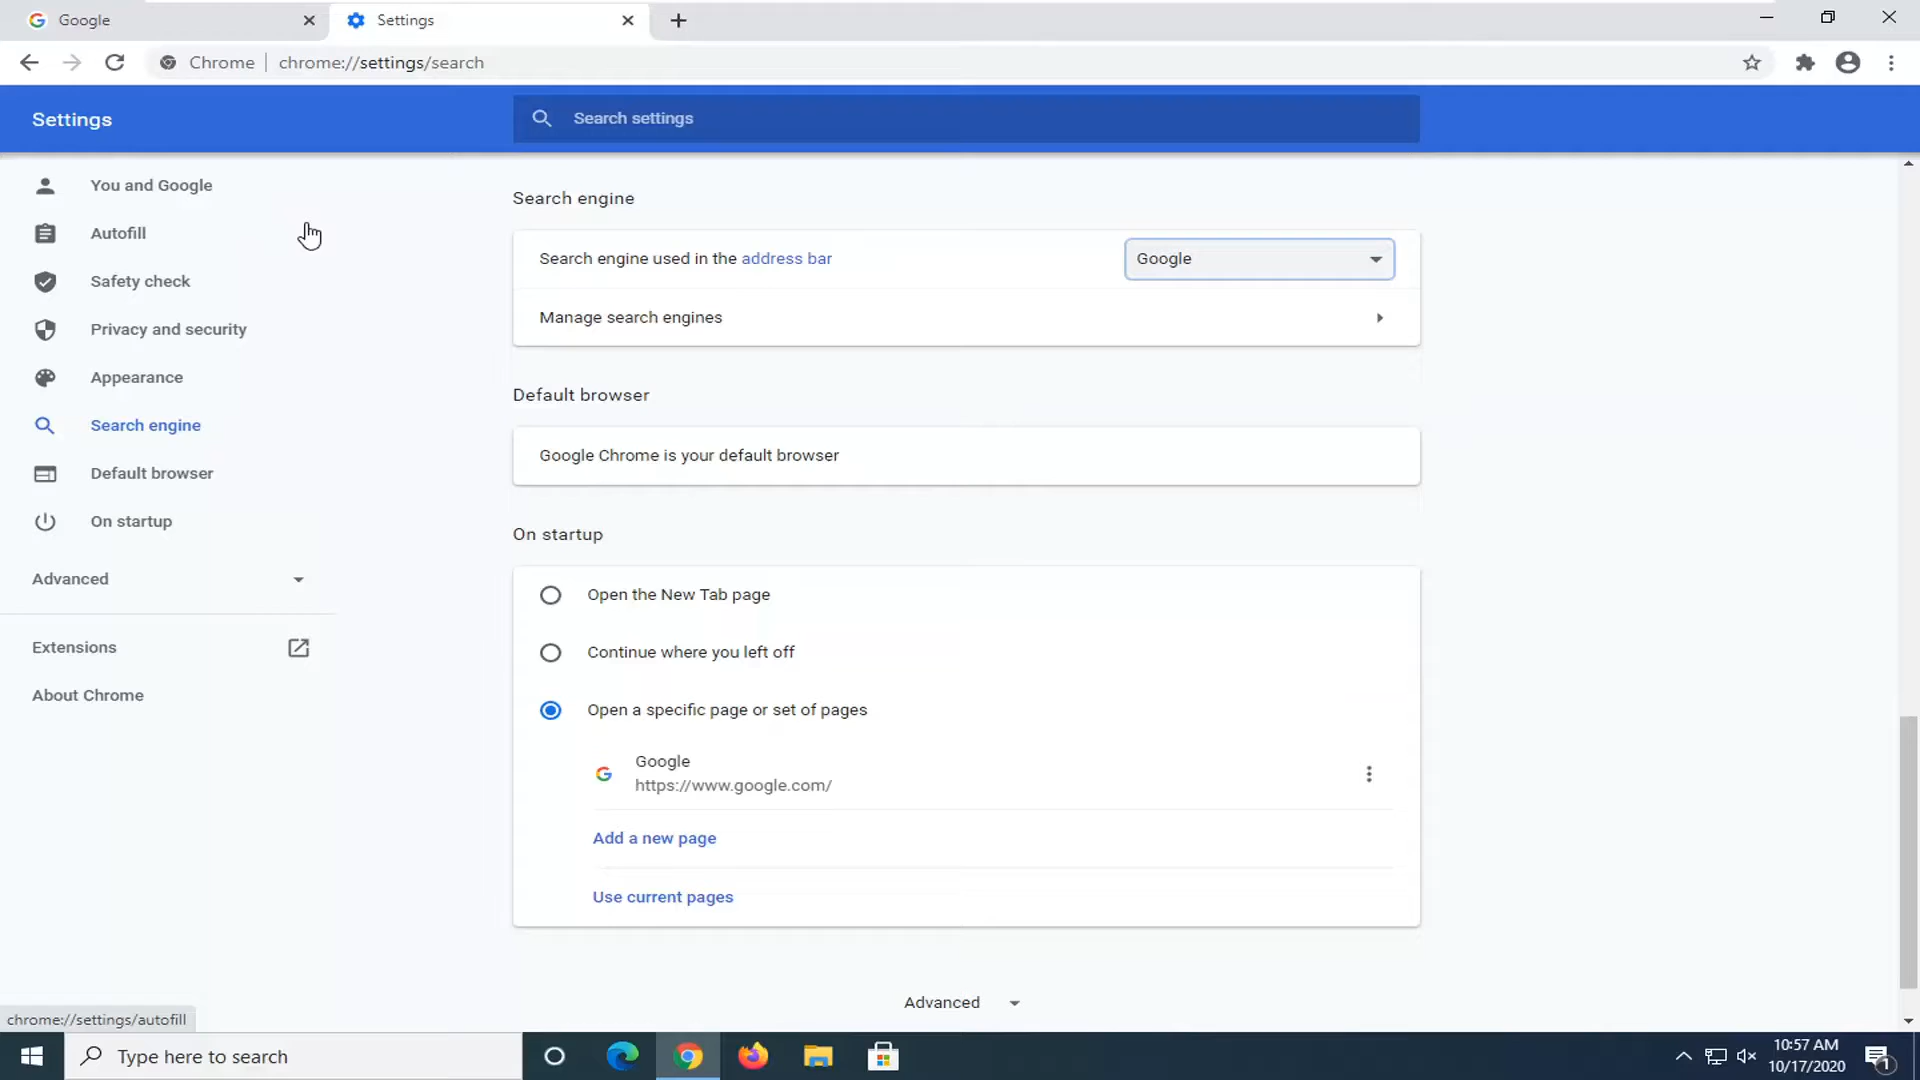 Google
Settings
Chrome
chrome://settings/search
Settings
Search settings
You and Google
Autofill
Safety check
Privacy and security
Appearance
Search engine
Default browser
On startup
Advanced
Extensions
About Chrome
Search engine
Search engine used in the address bar
Google
Manage search engines
Default browser
Google Chrome is your default browser
On startup
Open the New Tab page
Continue where you left off
Open a specific page or set of pages
Google
https://www.google.com/
Add a new page
Use current pages
Advanced
chrome://settings/autofill
Type here to search
10:57 AM
10/17/2020
1